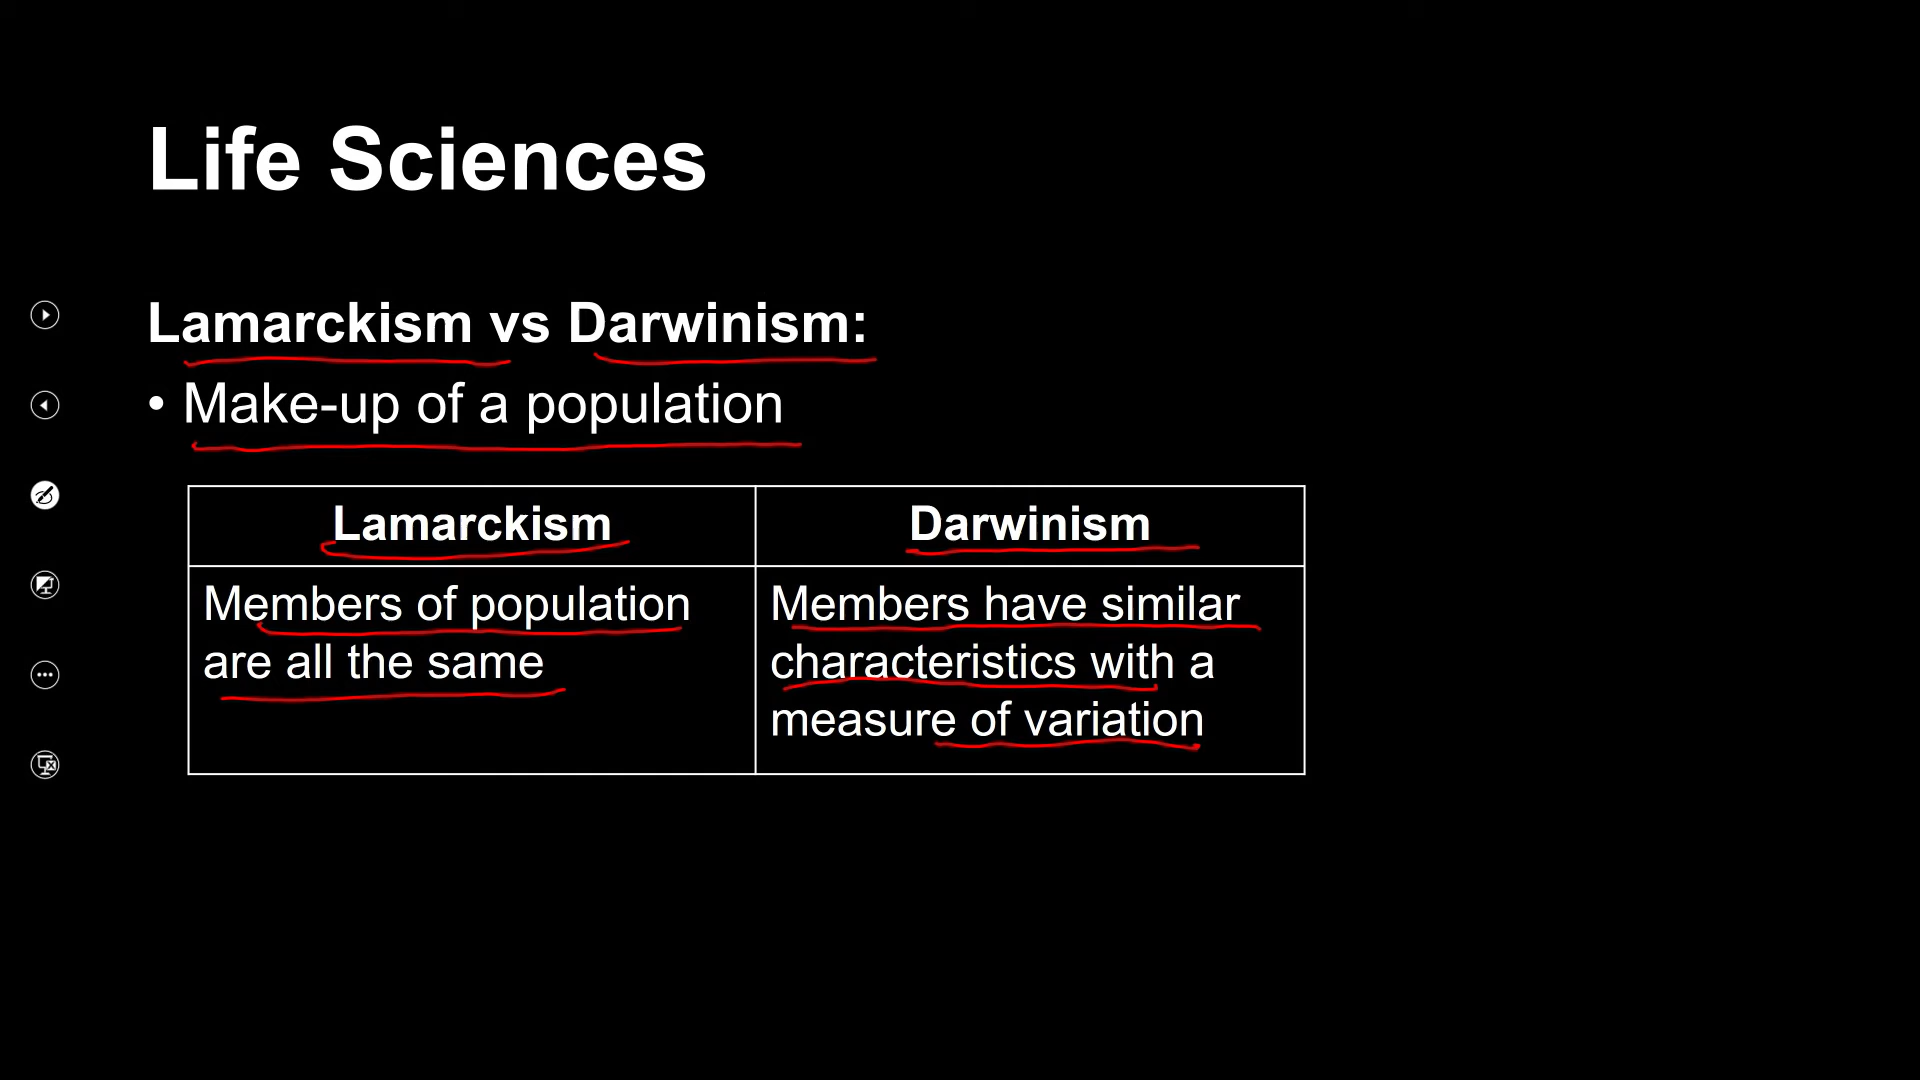 Life Sciences
Lamarckism vs Darwinism:
• Make-up of a population
Lamarckism
Darwinism
Members of population
are all the same
Members have similar
characteristics with a
measure of variation